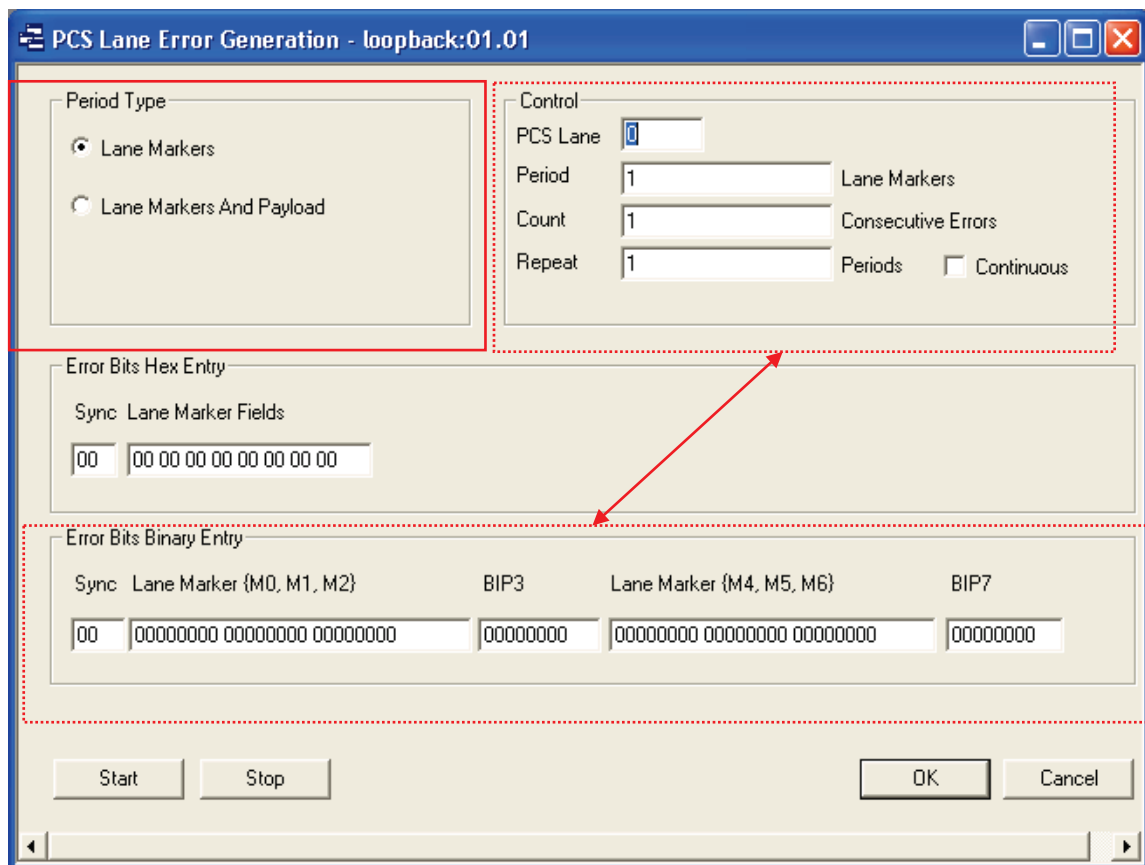 PCS Lane Error Generation - loopback:01.01
Period Type
Lane Markers
Lane Markers And Payload
Control
PCS Lane 0
Period 1 Lane Markers
Count 1 Consecutive Errors
Repeat 1 Periods Continuous
Error Bits Hex Entry
Sync Lane Marker Fields
00 00 00 00 00 00 00 00 00
Error Bits Binary Entry
Sync Lane Marker {M0, M1, M2} BIP3 Lane Marker {M4, M5, M6} BIP7
00 00000000 00000000 00000000 00000000 00000000 00000000 00000000 00000000
Start Stop OK Cancel